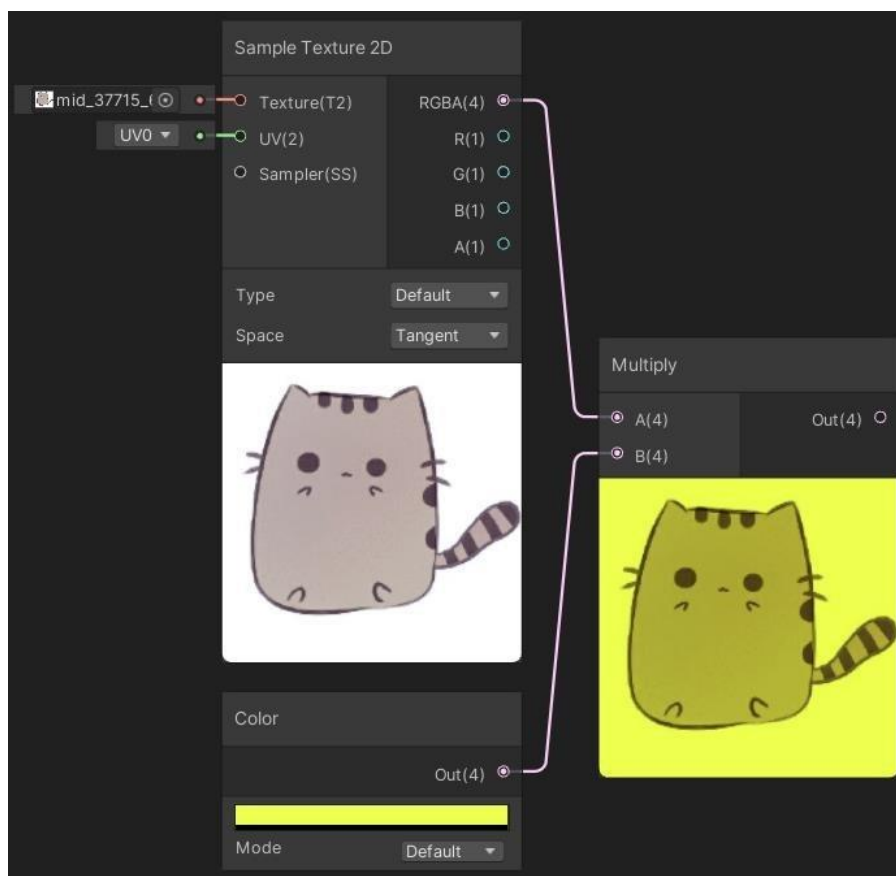 Sample Texture 2D
mid_37715_
Texture(T2)
RGBA(4)
UV0
UV(2)
R(1)
Sampler(SS)
G(1)
B(1)
A(1)
Type
Default
Space
Tangent
Multiply
A(4)
Out(4)
B(4)
Color
Out(4)
Mode
Default